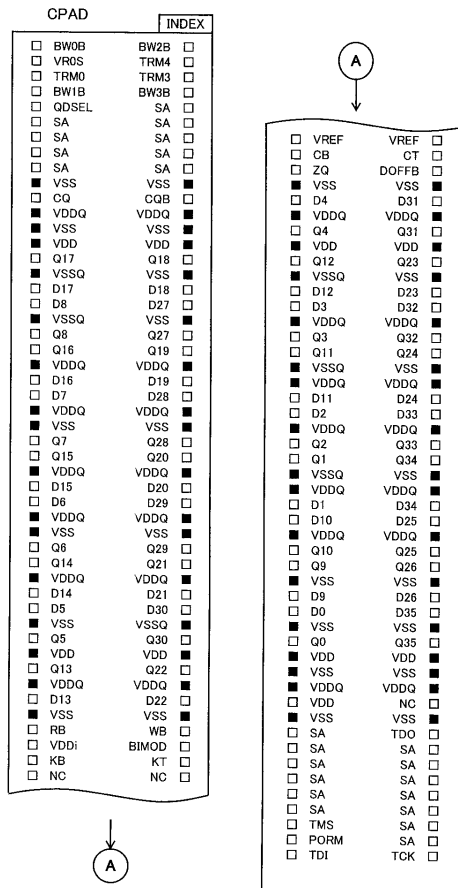 CPAD
INDEX
BW0B BW2B
VR0S TRM4
TRM0 TRM3
BW1B BW3B
QDSEL SA
SA SA
SA SA
SA SA
SA SA
VSS VSS
CQ CQB
VDDQ VDDQ
VSS VSS
VDD VDD
Q17 Q18
VSSQ VSS
D17 D18
D8 D27
VSSQ VSS
Q8 Q27
Q16 Q19
VDDQ VDDQ
D16 D19
D7 D28
VDDQ VDDQ
VSS VSS
Q7 Q28
Q15 Q20
VDDQ VDDQ
D15 D20
D6 D29
VDDQ VDDQ
VSS VSS
Q6 Q29
Q14 Q21
VDDQ VDDQ
D14 D21
D5 D30
VSS VSSQ
Q5 Q30
VDD VDD
Q13 Q22
VDDQ VDDQ
D13 D22
VSS VSS
RB WB
VDDi BIMOD
KB KT
NC NC
A
A
VREF VREF
CB CT
ZQ DOFFB
VSS VSS
D4 D31
VDDQ VDDQ
Q4 Q31
VDD VDD
Q12 Q23
VSSQ VSS
D12 D23
D3 D32
VDDQ VDDQ
Q3 Q32
Q11 Q24
VSSQ VSS
VDDQ VDDQ
D11 D24
D2 D33
VDDQ VDDQ
Q2 Q33
Q1 Q34
VSSQ VSS
VDDQ VDDQ
D1 D34
D10 D25
VDDQ VDDQ
Q10 Q25
Q9 Q26
VSS VSS
D9 D26
D0 D35
VSS VSS
Q0 Q35
VDD VDD
VSS VSS
VDDQ VDDQ
VDD NC
VSS VSS
SA TDO
SA SA
SA SA
SA SA
SA SA
SA SA
TMS SA
PORM SA
TDI TCK